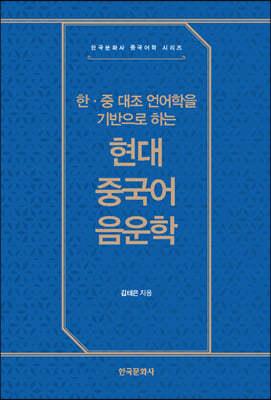 한국문화사 중국어학 시리즈
한·중 대조 언어학을
기반으로 하는
현대
중국어
음운학
김태은 지음
한국문화사